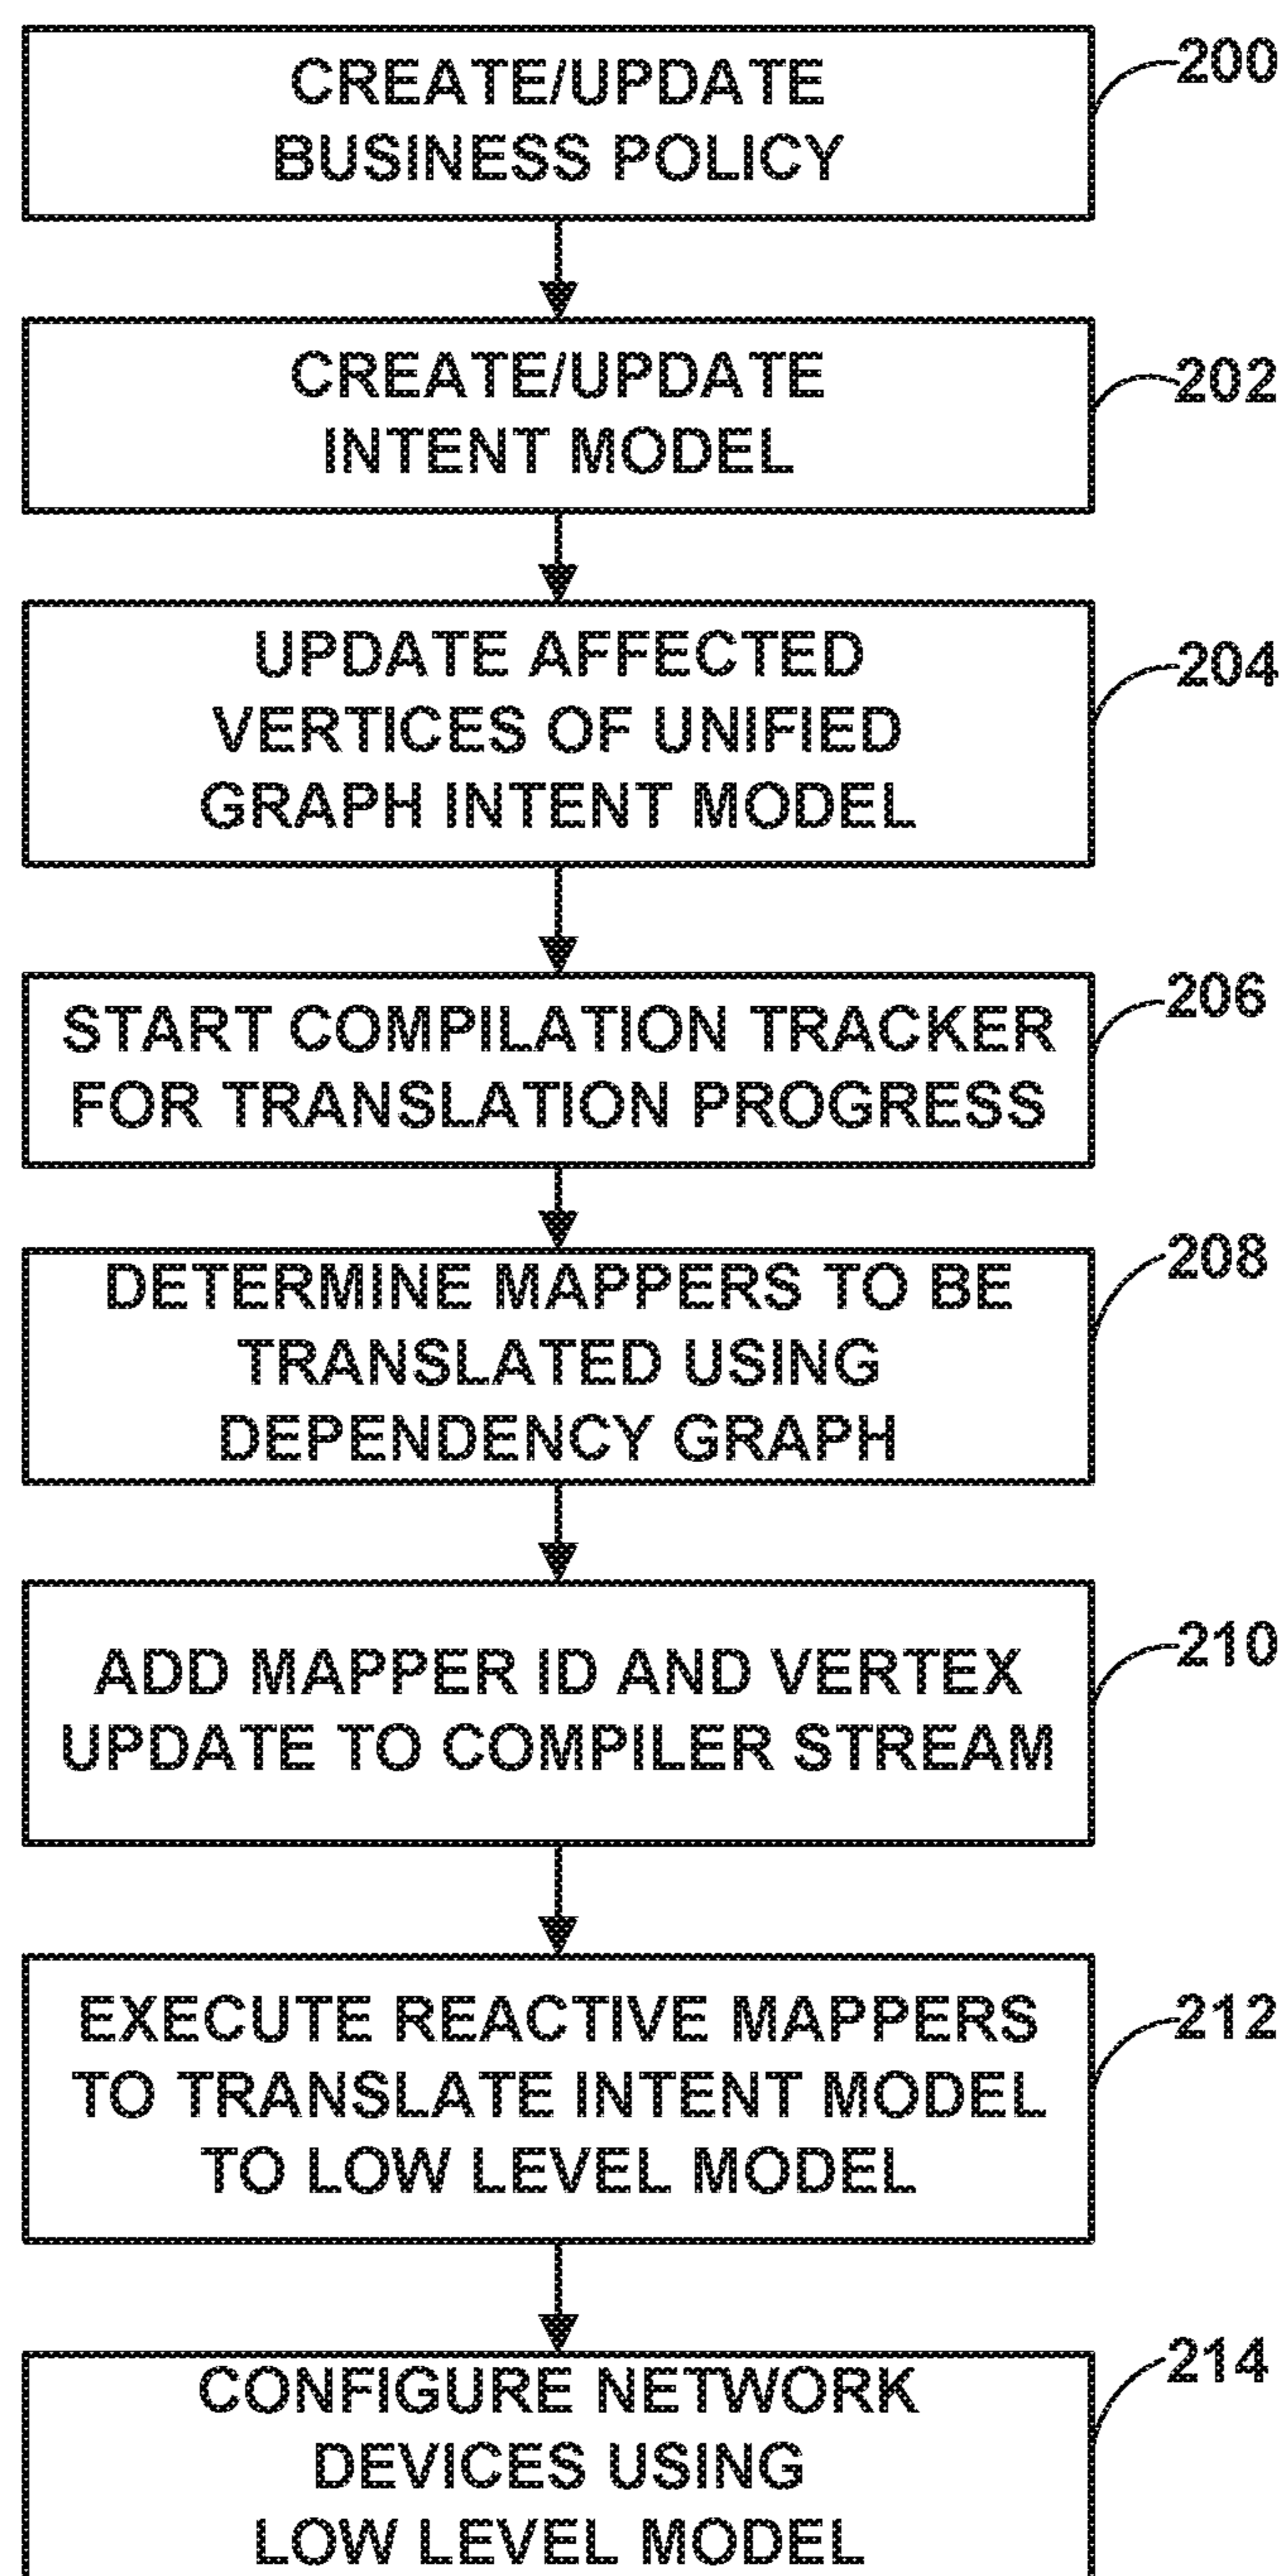 CREATE/UPDATE
BUSINESS POLICY
200
CREATE/UPDATE
INTENT MODEL
202
UPDATE AFFECTED
VERTICES OF UNIFIED
GRAPH INTENT MODEL
204
START COMPILATION TRACKER
FOR TRANSLATION PROGRESS
206
DETERMINE MAPPERS TO BE
TRANSLATED USING
DEPENDENCY GRAPH
208
ADD MAPPER ID AND VERTEX
UPDATE TO COMPILER STREAM
210
EXECUTE REACTIVE MAPPERS
TO TRANSLATE INTENT MODEL
TO LOW LEVEL MODEL
212
CONFIGURE NETWORK
DEVICES USING
LOW LEVEL MODEL
214